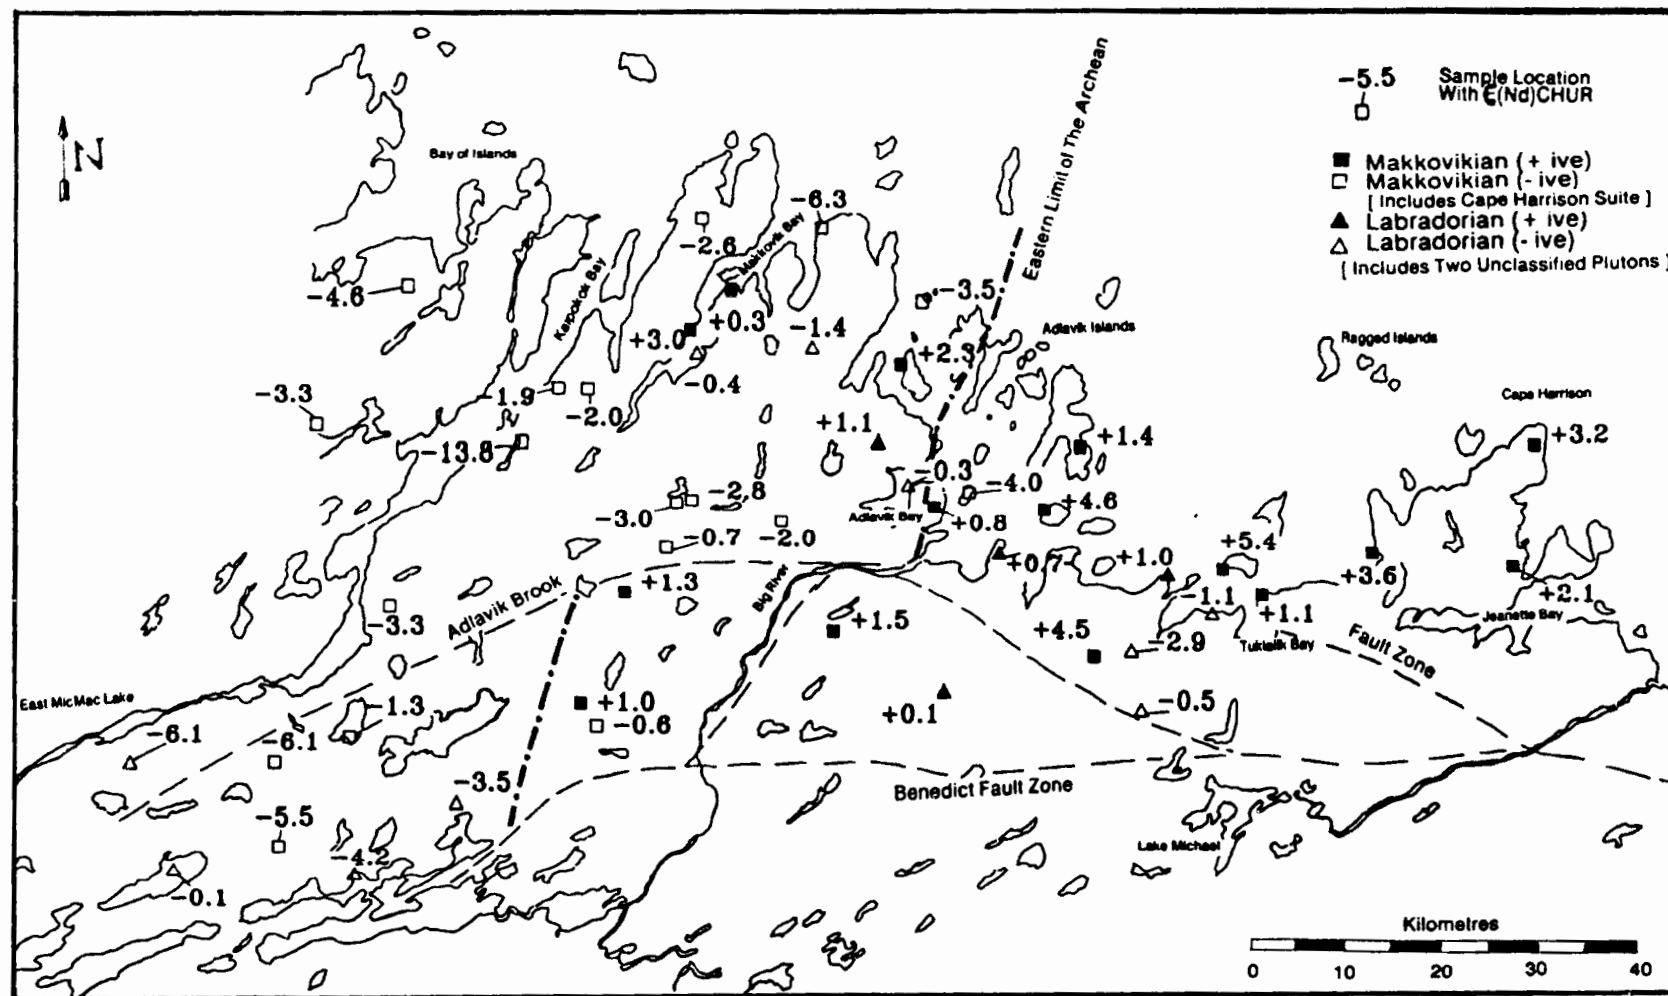 -5.5
Sample Location
With Ɛ(Nd)CHUR
Makkovikian (+ ive)
Makkovikian (- ive)
[ Includes Cape Harrison Suite ]
Labradorian (+ ive)
Labradorian (- ive)
[ Includes Two Unclassified Plutons ]
N
Bay of Islands
Eastern Limit of The Archean
-6.3
-2.6
Makkovik Bay
Kaipokok Bay
-4.6
-3.5
+0.3
-1.4
+3.0
Adlavik Islands
Ragged Islands
+2.3
-0.4
-3.3
-1.9
-2.0
Cape Harrison
+1.1
+1.4
+3.2
-13.8
-0.3
-4.0
-2.8
-3.0
+4.6
Adlavik Bay
+0.8
-0.7
-2.0
+5.4
+0.7
+1.0
+3.6
+1.3
Big River
-1.1
+1.1
+2.1
Adlavik Brook
-3.3
+1.5
+4.5
-2.9
Tuklialik Bay
Jeanette Bay
Fault Zone
East MicMac Lake
-1.3
+1.0
-0.6
+0.1
-0.5
-6.1
-6.1
-3.5
Benedict Fault Zone
-5.5
-4.2
Lake Michael
-0.1
Kilometres
0 10 20 30 40